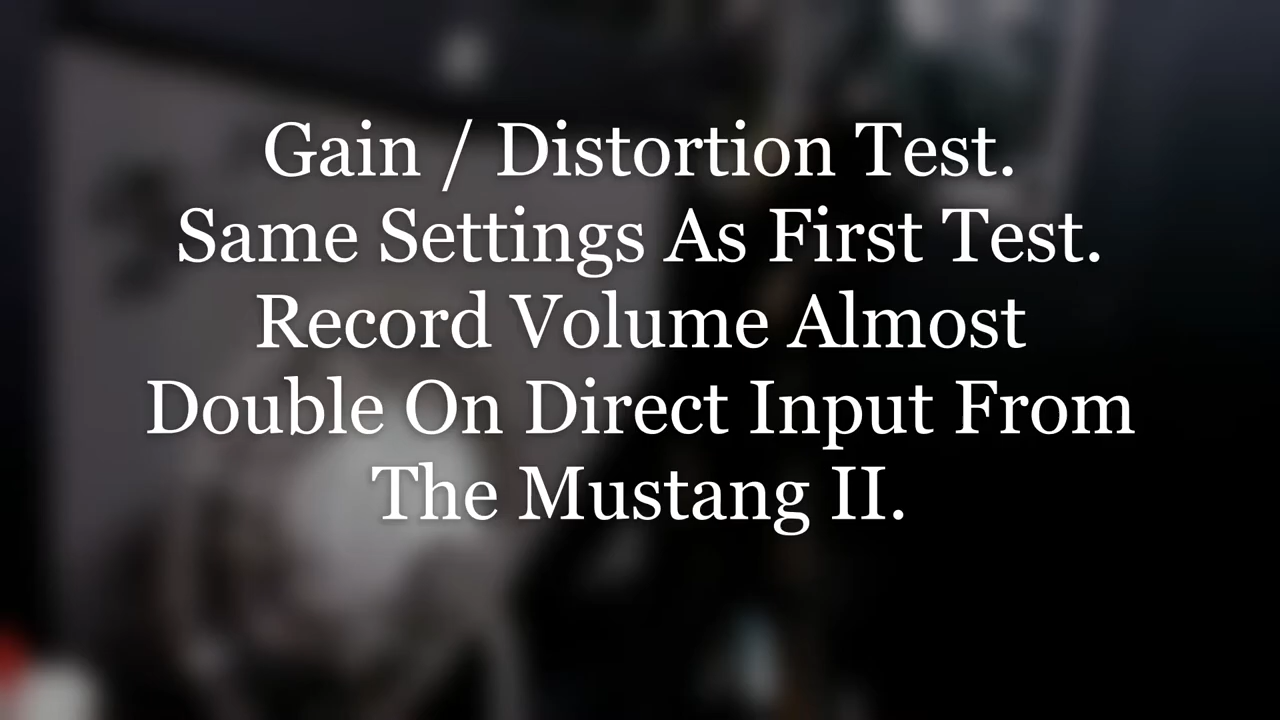 Gain / Distortion Test.
Same Settings As First Test.
Record Volume Almost
Double On Direct Input From
The Mustang II.